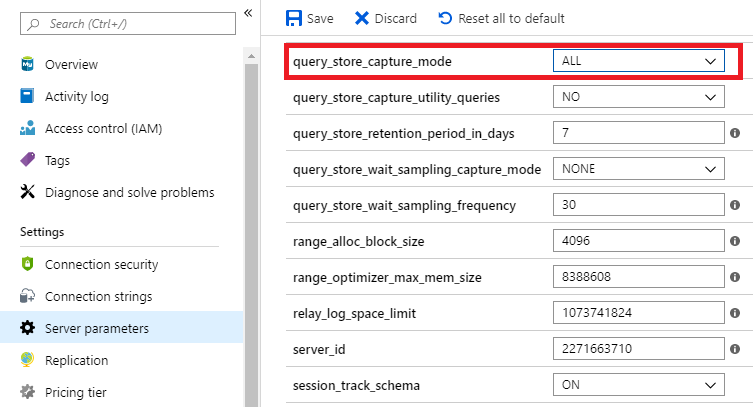 Search (Ctrl+/)
«
Overview
Activity log
Access control (IAM)
Tags
Diagnose and solve problems
Settings
Connection security
Connection strings
Server parameters
Replication
Pricing tier
Save Discard Reset all to default
query_store_capture_mode ALL
query_store_capture_utility_queries NO
query_store_retention_period_in_days 7
query_store_wait_sampling_capture_mode NONE
query_store_wait_sampling_frequency 30
range_alloc_block_size 4096
range_optimizer_max_mem_size 8388608
relay_log_space_limit 1073741824
server_id 2271663710
session_track_schema ON